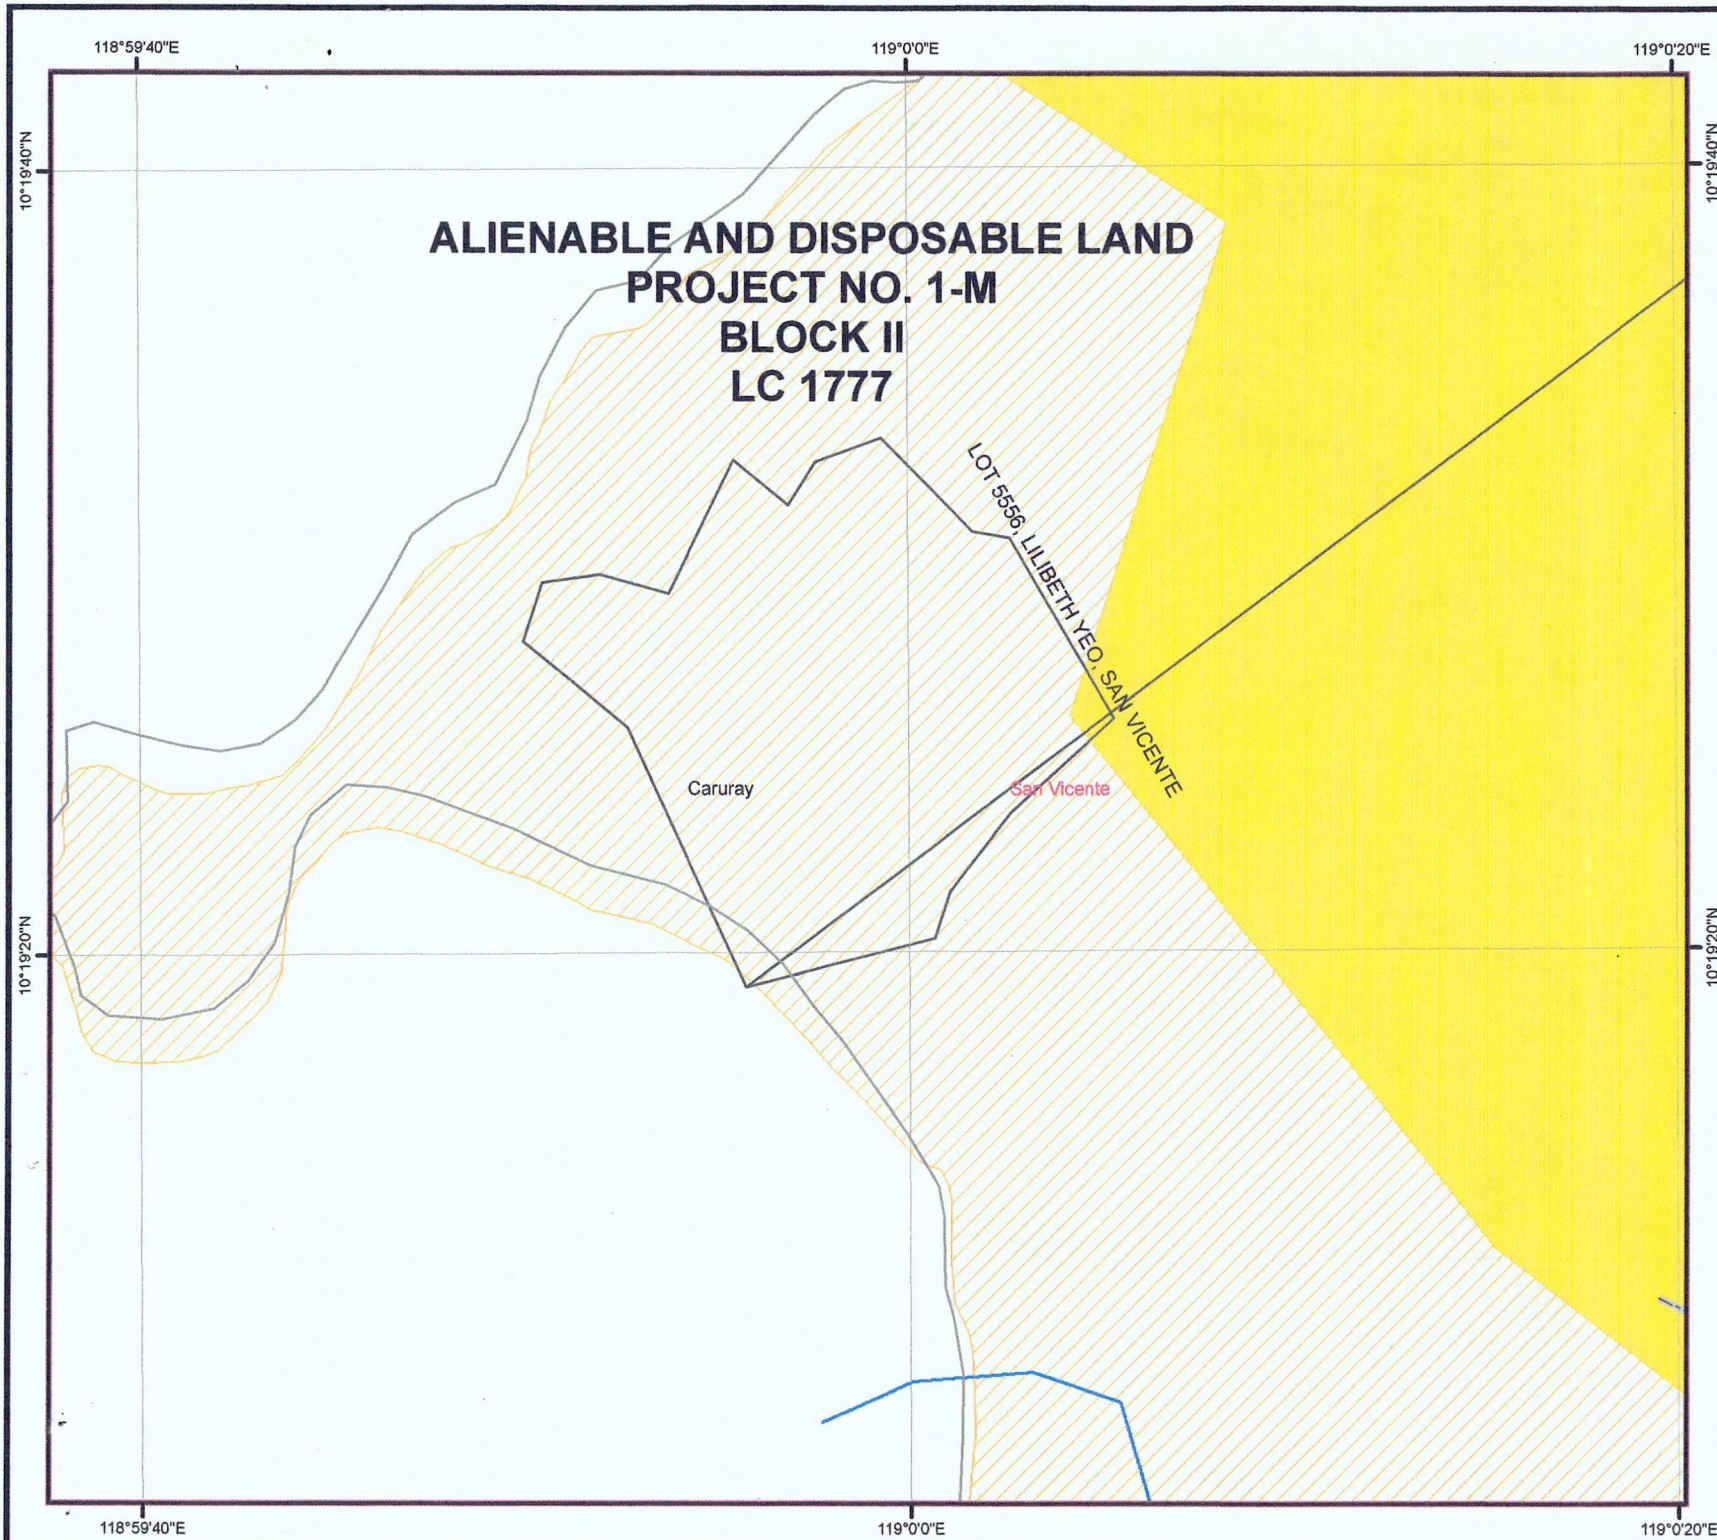 118°59'40"E
119°0'0"E
119°0'20"E
10°19'40"N
10°19'40"N
ALIENABLE AND DISPOSABLE LAND
PROJECT NO. 1-M
BLOCK II
LC 1777
LOT 5556, LILIBETH YEO, SAN VICENTE
Caruray
San Vicente
10°19'20"N
10°19'20"N
118°59'40"E
119°0'0"E
119°0'20"E